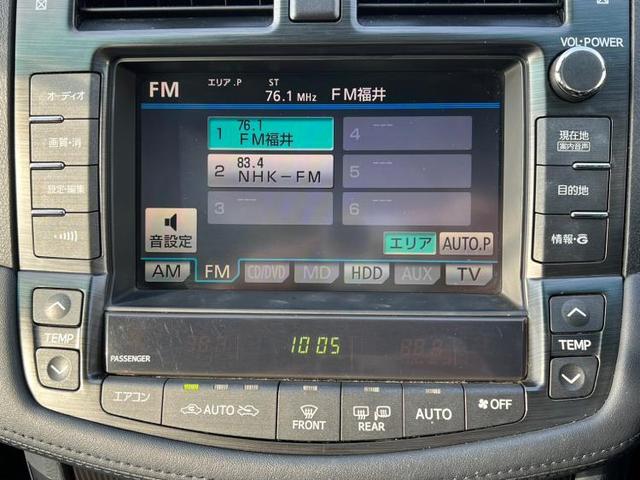 VOL•POWER
FM エリア.P ST 76.1 MHz FM福井
オーディオ
画質・消
設定・編集
1 76.1 FM福井
2 83.4 NHK-FM
3
4 ---
5 ---
6 ---
音設定
エリア AUTO.P
AM FM CD/DVD MD HDD AUX TV
現在地
案内音声
目的地
情報・G
TEMP
TEMP
PASSENGER
10:05
エアコン
AUTO
FRONT
REAR
AUTO
OFF